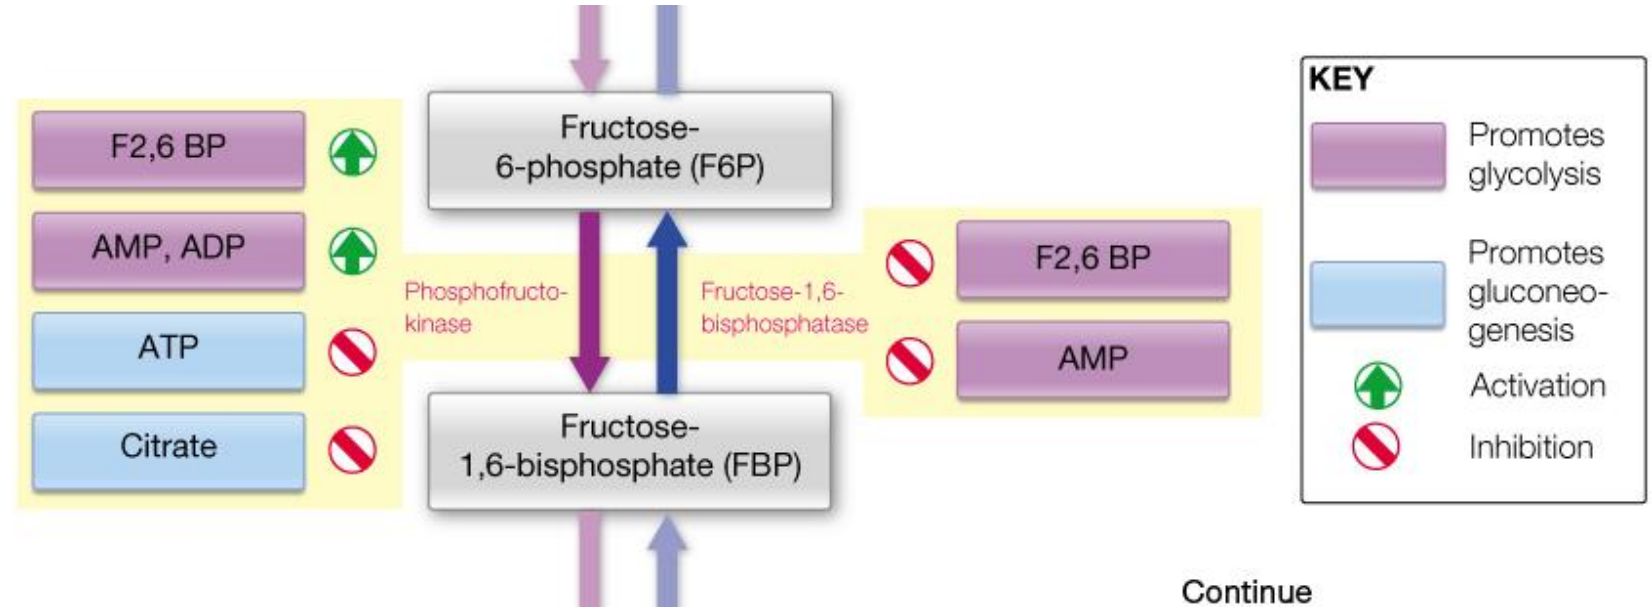 F2,6 BP
AMP, ADP
ATP
Citrate
Fructose-
6-phosphate (F6P)
Phosphofructo-
kinase
Fructose-1,6-
bisphosphatase
Fructose-
1,6-bisphosphate (FBP)
F2,6 BP
AMP
KEY
Promotes
glycolysis
Promotes
gluconeo-
genesis
Activation
Inhibition
Continue